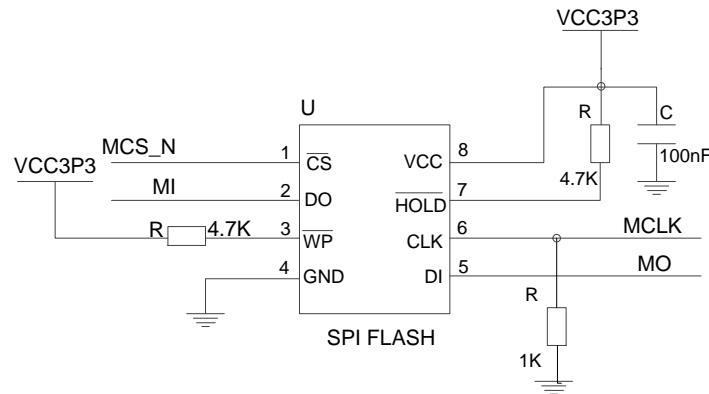 VCC3P3
U
R
C
MCS_N
1
CS
VCC
8
100nF
VCC3P3
MI
2
DO
HOLD
7
4.7K
R
4.7K
3
WP
CLK
6
MCLK
4
GND
DI
5
MO
R
SPI FLASH
1K